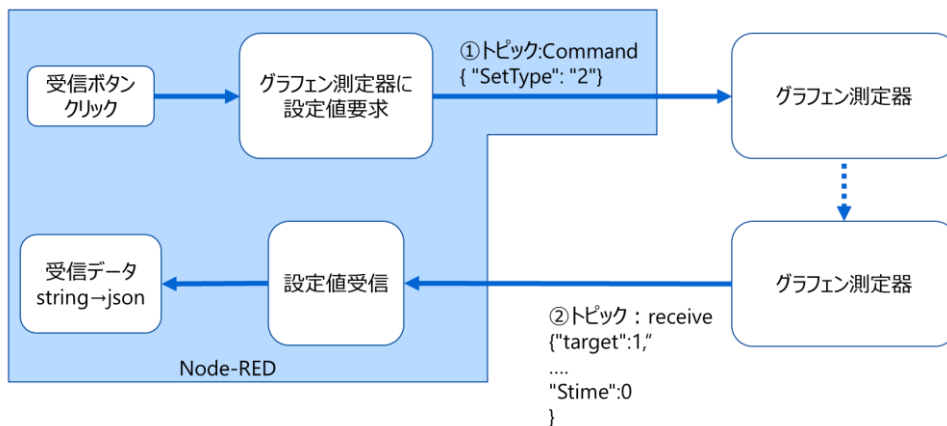 ①トピック:Command
{ "SetType": "2"}
受信ボタン
クリック
グラフェン測定器に
設定値要求
グラフェン測定器
受信データ
string→json
設定値受信
グラフェン測定器
②トピック：receive
{"target":1,“
....
"Stime":0
}
Node-RED